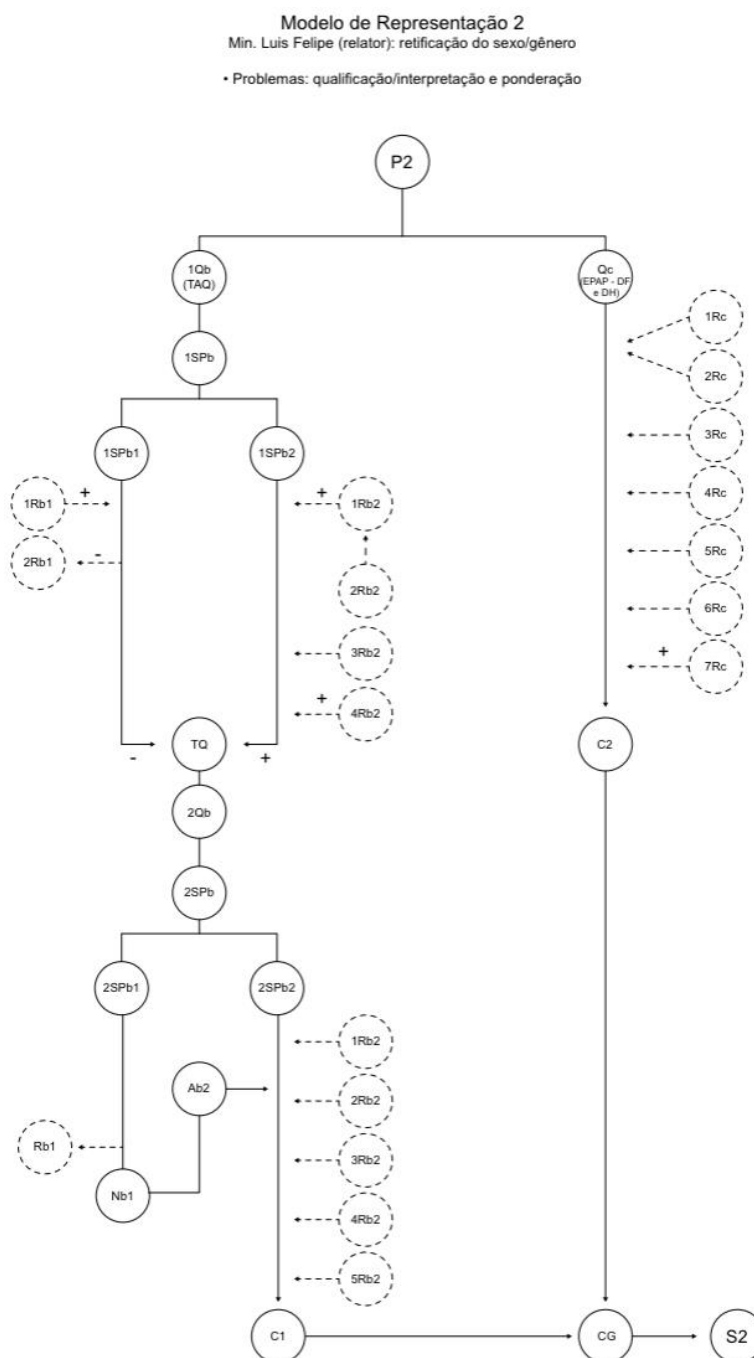 Modelo de Representação 2
Min. Luis Felipe (relator): retificação do sexo/gênero
• Problemas: qualificação/interpretação e ponderação
P2
1Qb
(TAQ)
Qc
(EPAP - DF
e DH)
1Rc
1SPb
2Rc
1SPb1
1SPb2
3Rc
+
+
1Rb1
1Rb2
4Rc
-
2Rb1
5Rc
2Rb2
6Rc
3Rb2
+
7Rc
+
4Rb2
TQ
C2
-
+
2Qb
2SPb
2SPb1
2SPb2
1Rb2
Ab2
2Rb2
Rb1
3Rb2
Nb1
4Rb2
5Rb2
C1
CG
S2